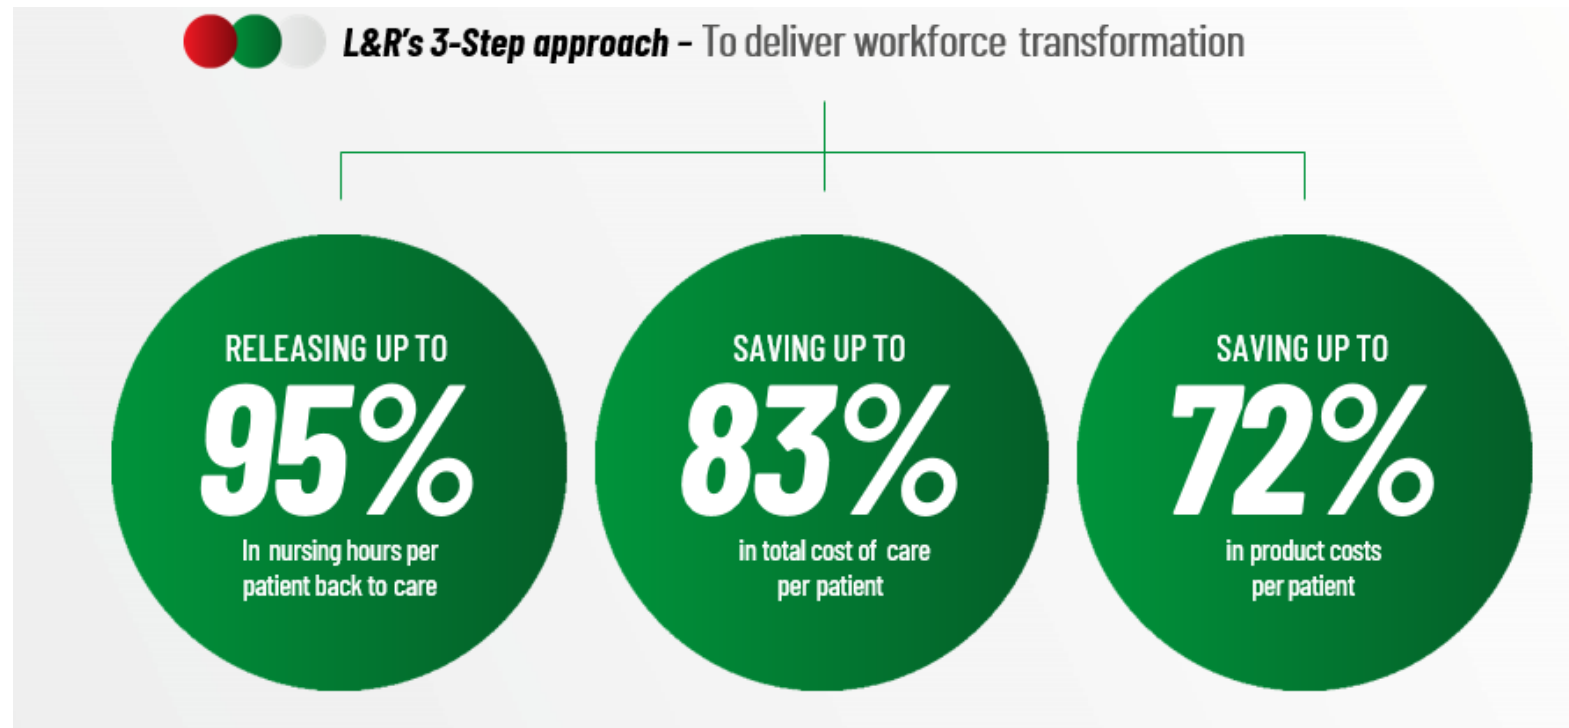 L&R's 3-Step approach – To deliver workforce transformation
RELEASING UP TO
95%
In nursing hours per
patient back to care
SAVING UP TO
83%
in total cost of care
per patient
SAVING UP TO
72%
in product costs
per patient